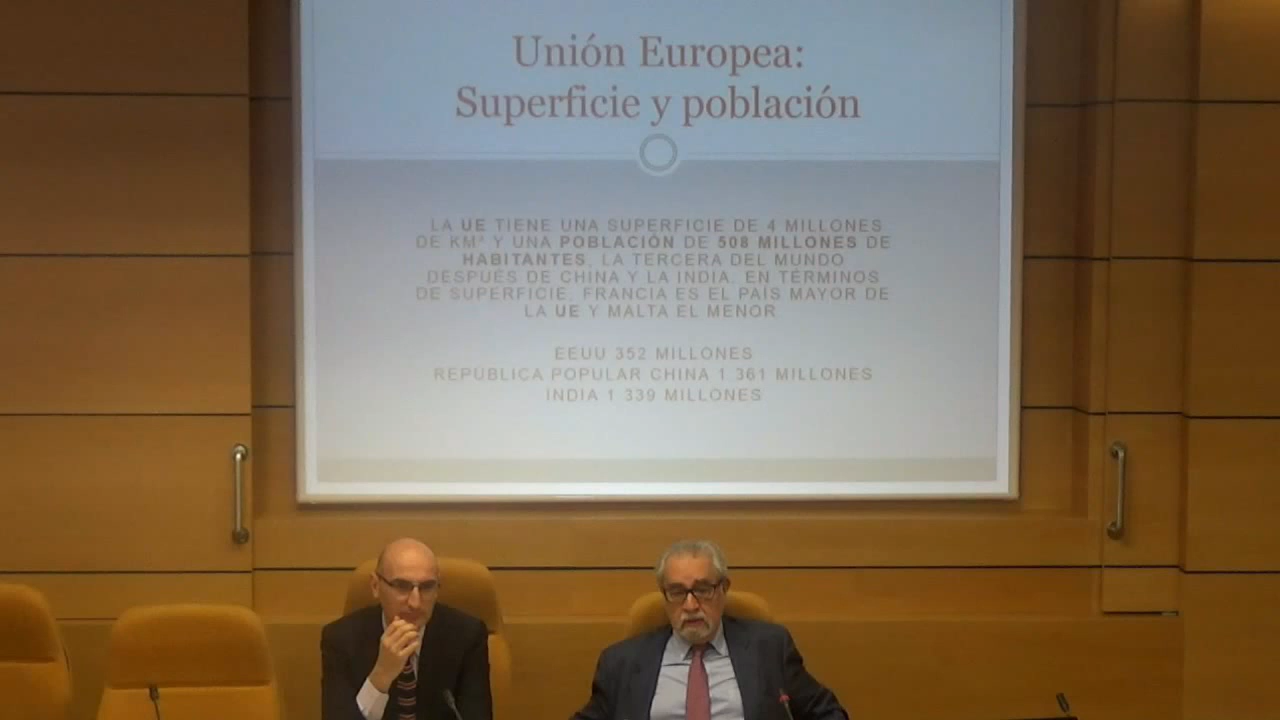 Unión Europea:
Superficie y población
LA UE TIENE UNA SUPERFICIE DE 4 MILLONES
DE KM² Y UNA POBLACIÓN DE 508 MILLONES DE
HABITANTES, LA TERCERA DEL MUNDO
DESPUÉS DE CHINA Y LA INDIA. EN TÉRMINOS
DE SUPERFICIE, FRANCIA ES EL PAÍS MAYOR DE
LA UE Y MALTA EL MENOR
EEUU 352 MILLONES
REPÚBLICA POPULAR CHINA 1 361 MILLONES
INDIA 1 339 MILLONES